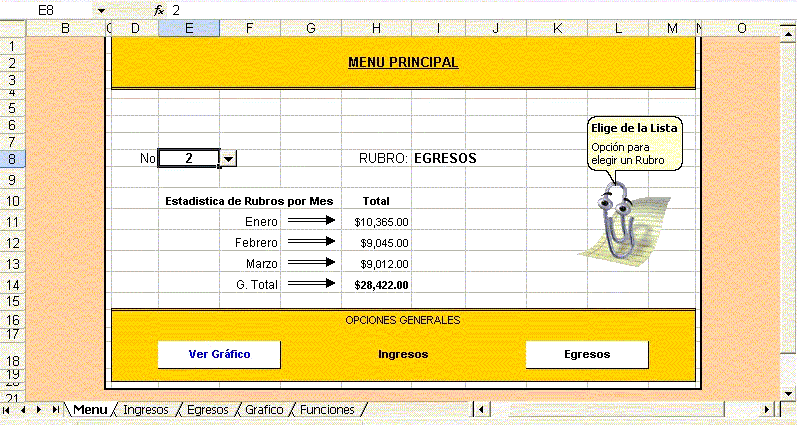 E8 fx 2
B C D E F G H I J K L M N O
1
2 MENU PRINCIPAL
3
4
5
6 Elige de la Lista
7 Opción para
8 No 2 RUBRO: EGRESOS elegir un Rubro
9
10 Estadistica de Rubros por Mes Total
11 Enero $10,365.00
12 Febrero $9,045.00
13 Marzo $9,012.00
14 G. Total $28,422.00
15
16 OPCIONES GENERALES
17
18 Ver Gráfico Ingresos Egresos
19
20
21
Menu Ingresos Egresos Grafico Funciones